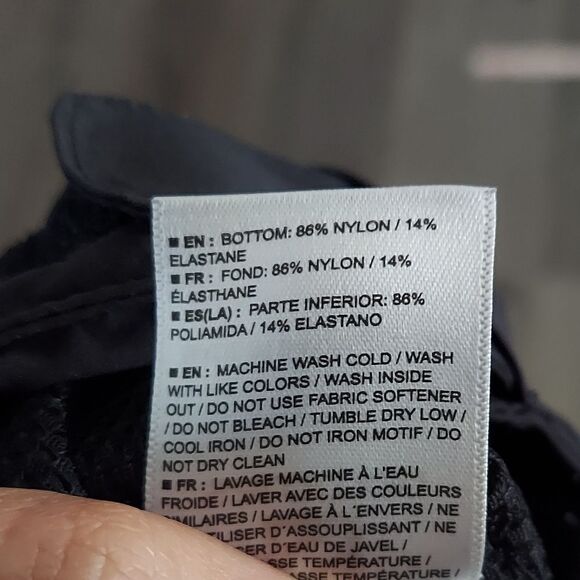 ■ EN : BOTTOM: 86% NYLON / 14%
ELASTANE
■ FR : FOND: 86% NYLON / 14%
ÉLASTHANE
■ ES(LA) : PARTE INFERIOR: 86%
POLIAMIDA / 14% ELASTANO
■ EN : MACHINE WASH COLD / WASH
WITH LIKE COLORS / WASH INSIDE
OUT / DO NOT USE FABRIC SOFTENER
/ DO NOT BLEACH / TUMBLE DRY LOW /
COOL IRON / DO NOT IRON MOTIF / DO
NOT DRY CLEAN
■ FR : LAVAGE MACHINE À L'EAU
FROIDE / LAVER AVEC DES COULEURS
SIMILAIRES / LAVAGE À L´ENVERS / NE
D´ASSOUPLISSANT / NE
D´EAU DE JAVEL /
TEMPÉRATURE /
TEMPÉRATURE /